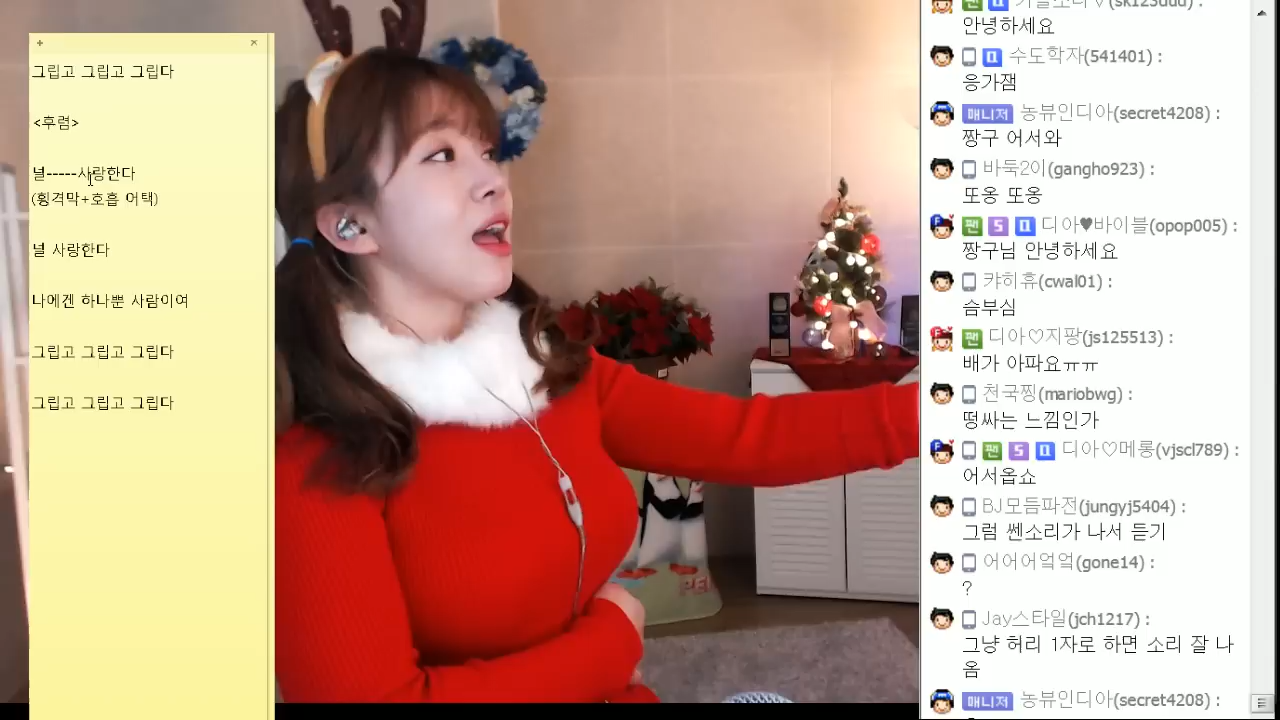 그립고 그립고 그립다
<후렴>
널-----사랑한다
(횡격막+호흡 어택)
널 사랑한다
나에겐 하나뿐 사람이여
그립고 그립고 그립다
그립고 그립고 그립다
안녕하세요
수도학자(541401) :
응가잼
매니저 농뷰인디아(secret4208) :
짱구 어서와
바둑2이(gangho923) :
또옹 또옹
팬 S 디아♥바이블(opop005) :
짱구님 안녕하세요
캬히휴(cwal01) :
슴부심
팬 디아♡지팡(js125513) :
배가 아파요ㅠㅠ
천국찡(mariobwg) :
떵싸는 느낌인가
팬 S 디아♡메롱(vjscl789) :
어서옵쇼
BJ모듬파전(jungyj5404) :
그럼 쎈소리가 나서 듣기
어어어억억(gone14) :
?
Jay스타일(jch1217) :
그냥 허리 1자로 하면 소리 잘 나
옴
매니저 농뷰인디아(secret4208) :